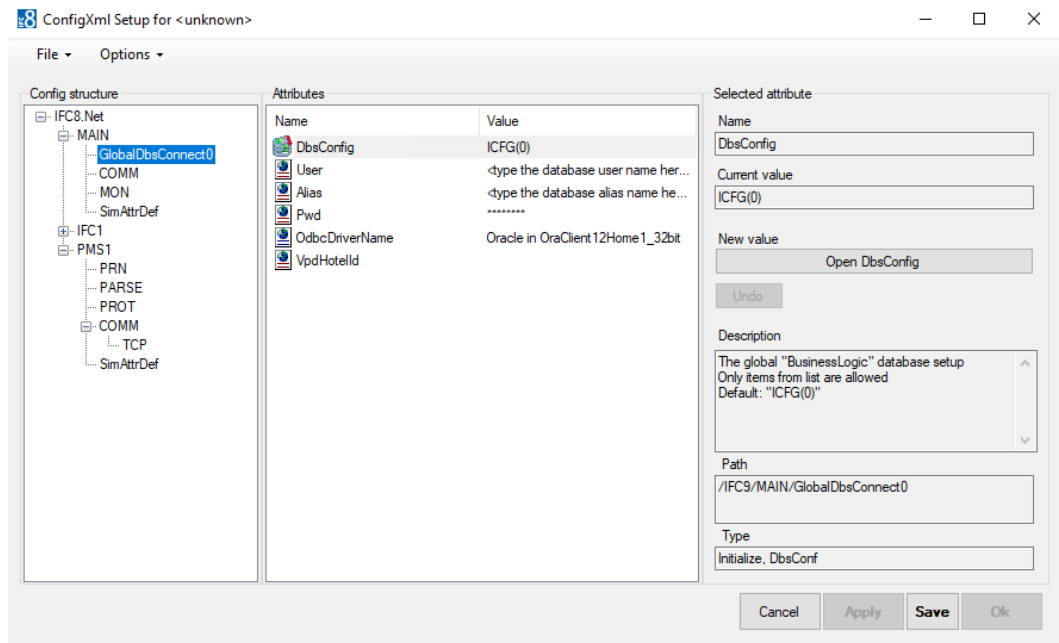 IFC8 ConfigXml Setup for <unknown>
File Options
Config structure
IFC8.Net
MAIN
GlobalDbsConnect0
COMM
MON
SimAttrDef
IFC1
PMS1
PRN
PARSE
PROT
COMM
TCP
SimAttrDef
Attributes
Name Value
DbsConfig ICFG(0)
User <type the database user name her...
Alias <type the database alias name he...
Pwd ********
OdbcDriverName Oracle in OraClient12Home1_32bit
VpdHotelId
Selected attribute
Name
DbsConfig
Current value
ICFG(0)
New value
Open DbsConfig
Undo
Description
The global "BusinessLogic" database setup
Only items from list are allowed
Default: "ICFG(0)"
Path
/IFC9/MAIN/GlobalDbsConnect0
Type
Initialize, DbsConf
Cancel Apply Save Ok